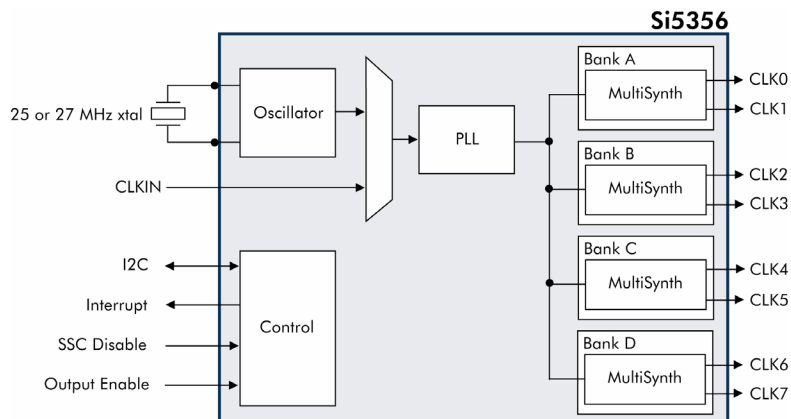 Si5356
25 or 27 MHz xtal
Oscillator
CLKIN
PLL
Bank A
MultiSynth
CLK0
CLK1
Bank B
MultiSynth
CLK2
CLK3
Bank C
MultiSynth
CLK4
CLK5
Bank D
MultiSynth
CLK6
CLK7
I2C
Interrupt
SSC Disable
Output Enable
Control